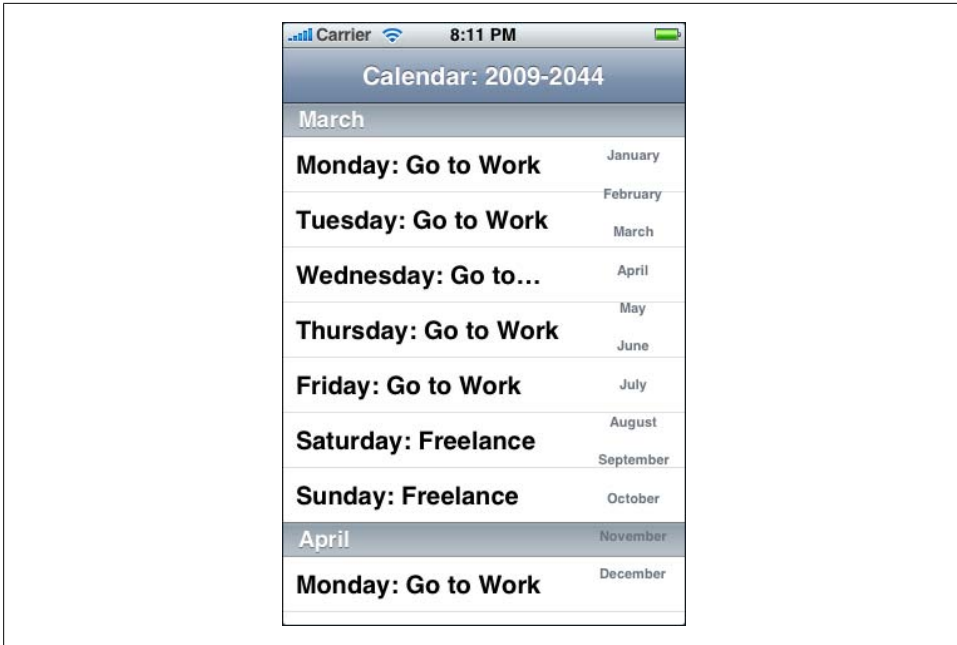 Carrier 8:11 PM
Calendar: 2009-2044
March
Monday: Go to Work
Tuesday: Go to Work
Wednesday: Go to…
Thursday: Go to Work
Friday: Go to Work
Saturday: Freelance
Sunday: Freelance
April
Monday: Go to Work
January
February
March
April
May
June
July
August
September
October
November
December